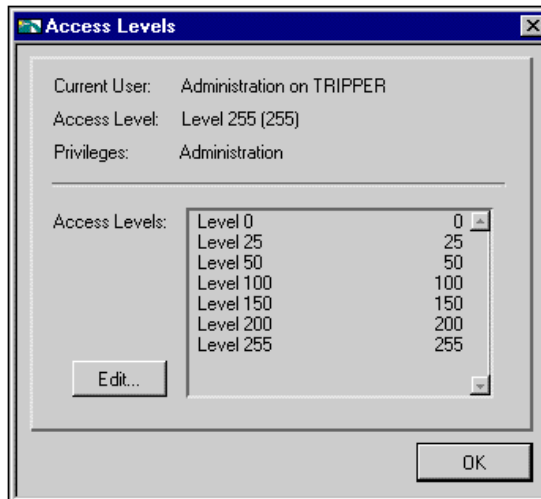 Access Levels
Current User: Administration on TRIPPER
Access Level: Level 255 (255)
Privileges: Administration
Access Levels:
Level 0 0
Level 25 25
Level 50 50
Level 100 100
Level 150 150
Level 200 200
Level 255 255
Edit...
OK